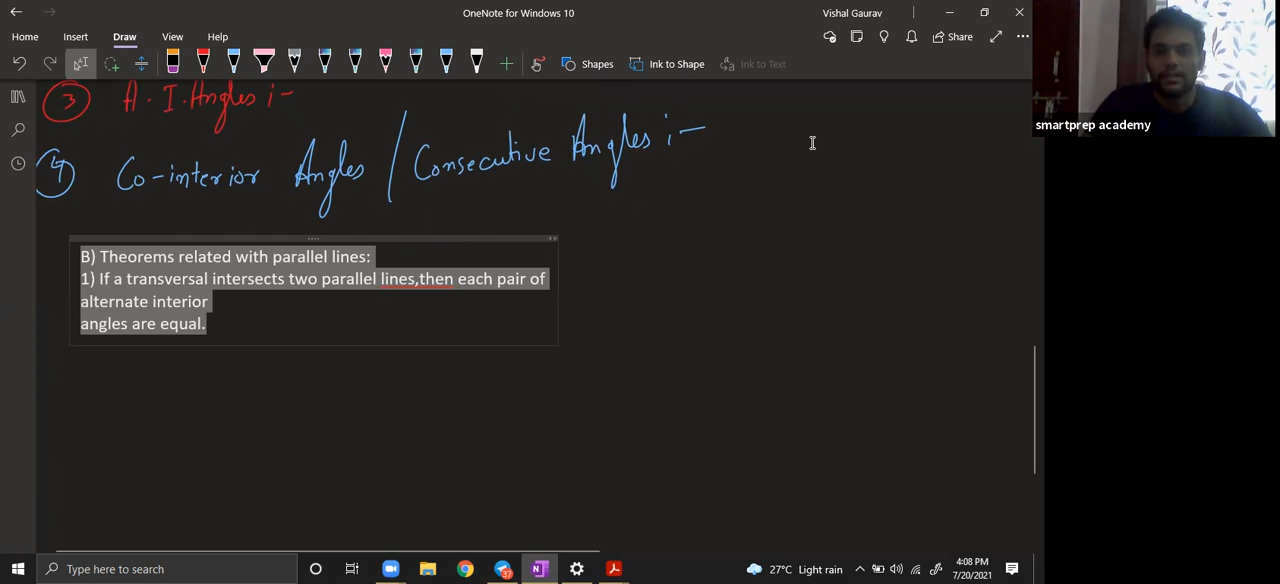 OneNote for Windows 10
Vishal Gaurav
Home Insert Draw View Help
Share
Shapes
Ink to Shape
Ink to Text
smartprep academy
3 A.I. Angles :-
4 Co-interior Angles / Consecutive Angles :-
B) Theorems related with parallel lines:
1) If a transversal intersects two parallel lines,then each pair of
alternate interior
angles are equal.
Type here to search
37
27°C Light rain
4:08 PM
7/20/2021